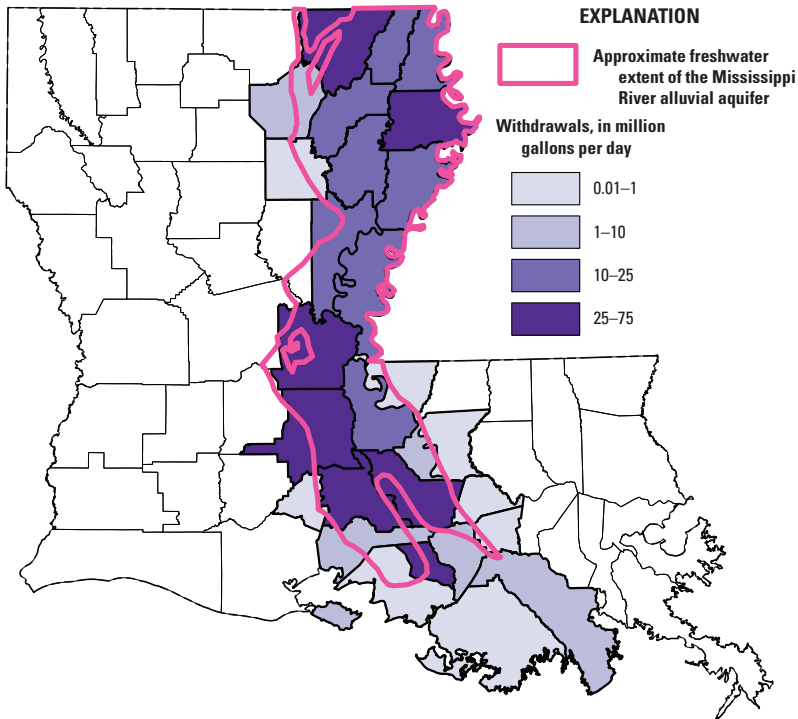 EXPLANATION
Approximate freshwater
extent of the Mississippi
River alluvial aquifer
Withdrawals, in million
gallons per day
0.01–1
1–10
10–25
25–75